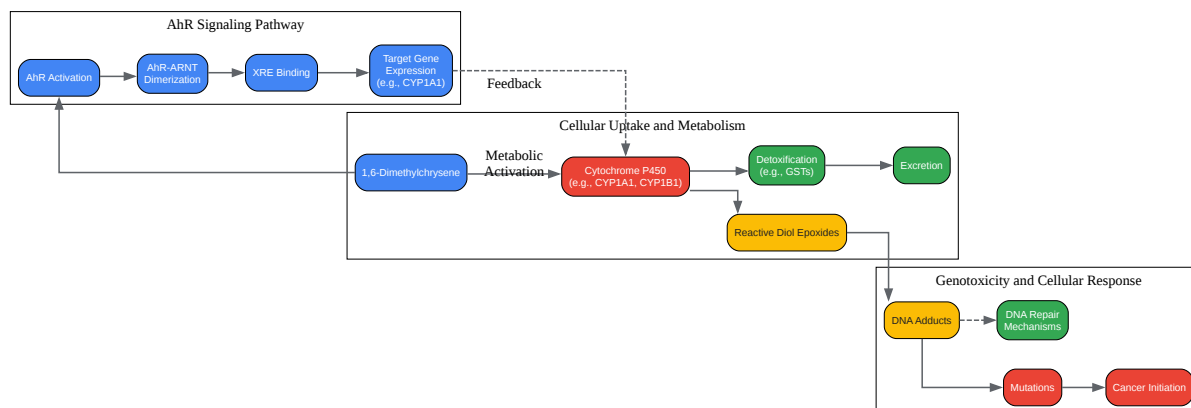 AhR Signaling Pathway
AhR Activation
AhR-ARNT
Dimerization
XRE Binding
Target Gene
Expression
(e.g., CYP1A1)
Feedback
Cellular Uptake and Metabolism
1,6-Dimethylchrysene
Metabolic
Activation
Cytochrome P450
(e.g., CYP1A1, CYP1B1)
Detoxification
(e.g., GSTs)
Excretion
Reactive Diol Epoxides
Genotoxicity and Cellular Response
DNA Adducts
DNA Repair
Mechanisms
Mutations
Cancer Initiation